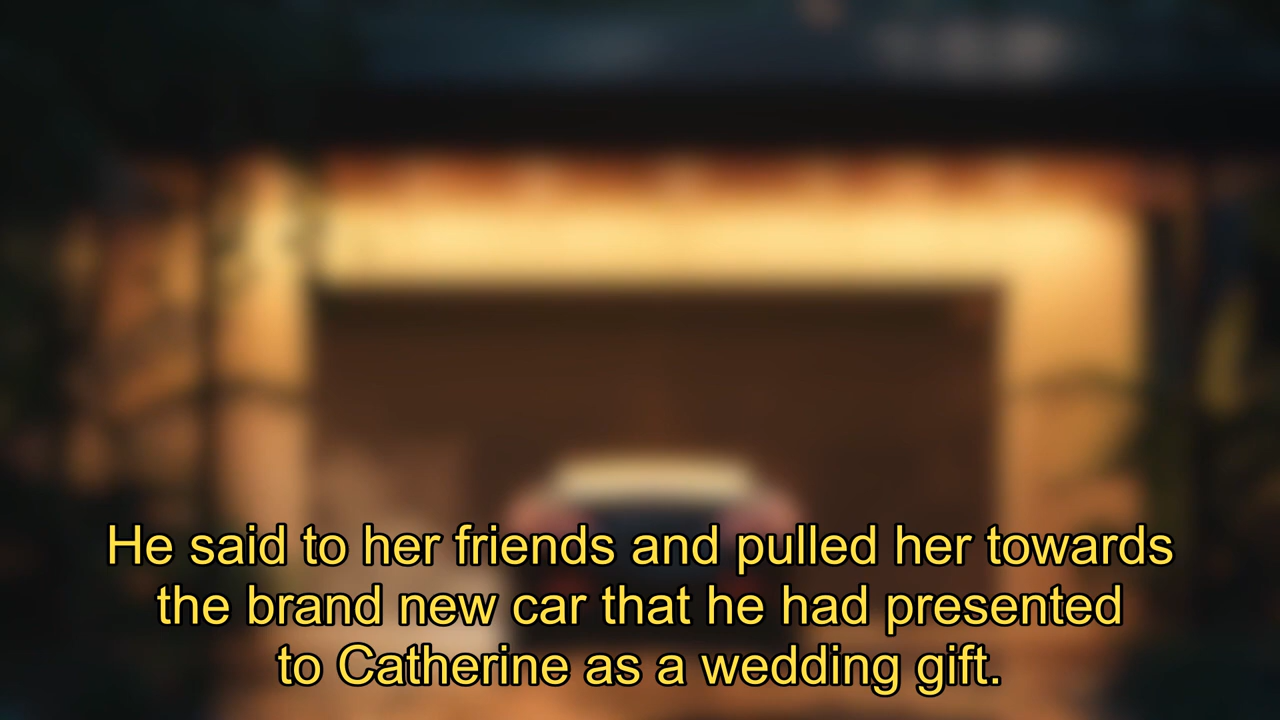 He said to her friends and pulled her towards
the brand new car that he had presented
to Catherine as a wedding gift.